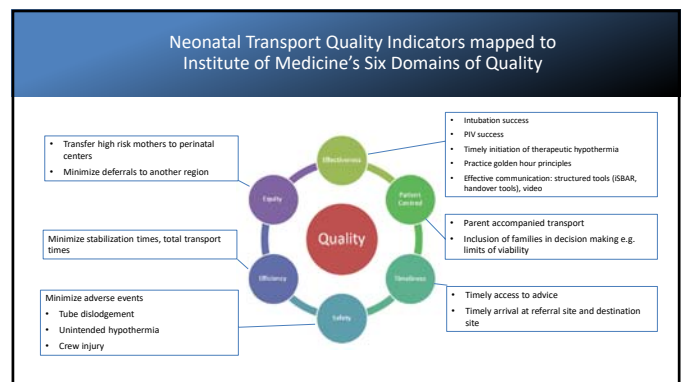 Neonatal Transport Quality Indicators mapped to
Institute of Medicine's Six Domains of Quality
• Intubation success
• PIV success
• Timely initiation of therapeutic hypothermia
• Practice golden hour principles
• Effective communication: structured tools (iSBAR,
handover tools), video
• Transfer high risk mothers to perinatal
centers
• Minimize deferrals to another region
Effectiveness
Equity
Patient
Centred
• Parent accompanied transport
• Inclusion of families in decision making e.g.
limits of viability
Quality
Minimize stabilization times, total transport
times
Efficiency
Timeliness
• Timely access to advice
• Timely arrival at referral site and destination
site
Minimize adverse events
• Tube dislodgement
• Unintended hypothermia
• Crew injury
Safety